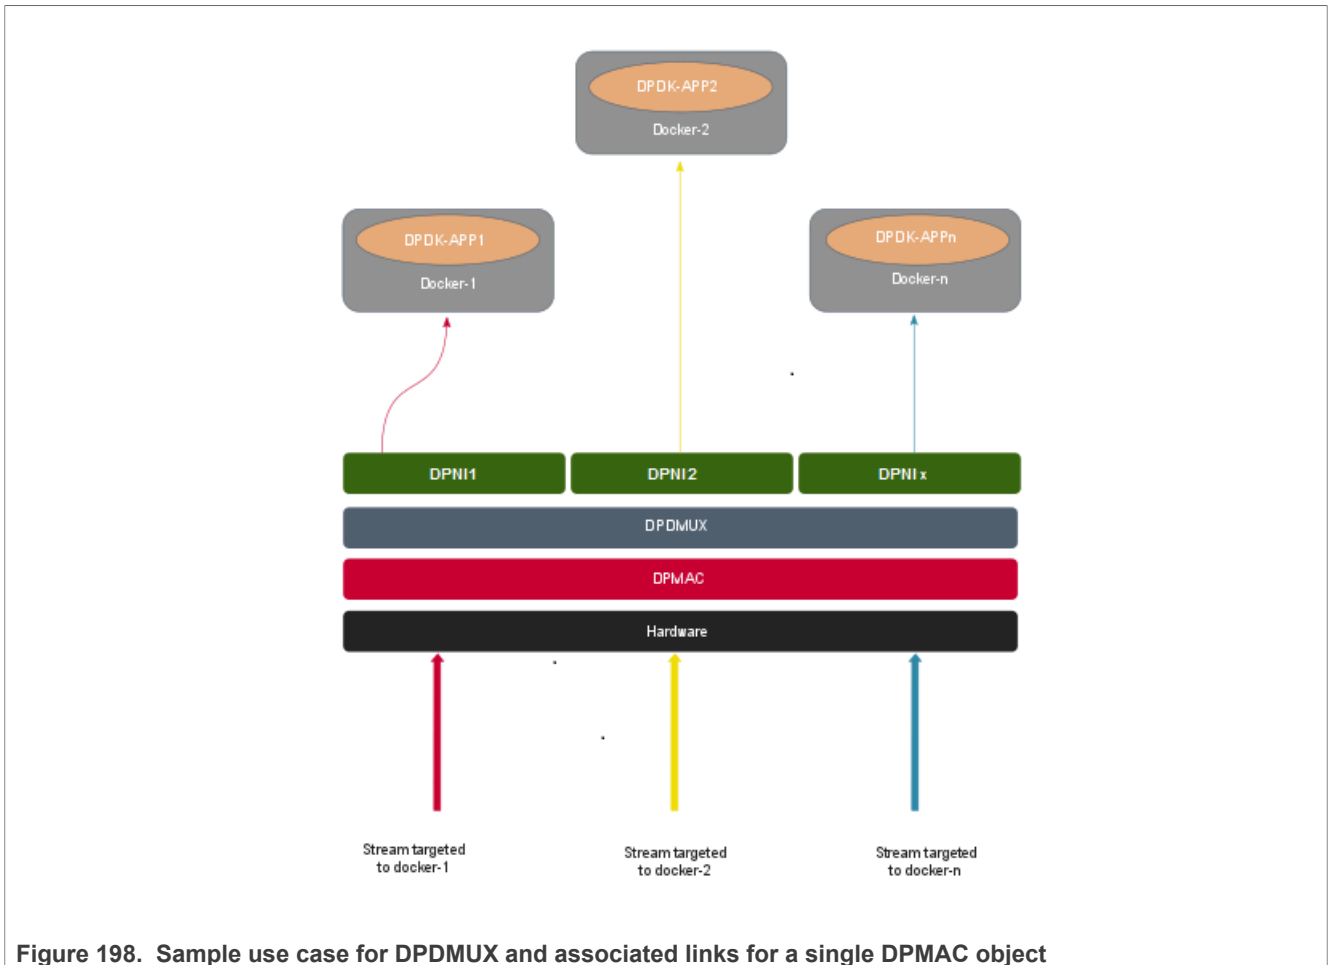 DPDK-APP2
Docker-2
DPDK-APP1
Docker-1
DPDK-APPn
Docker-n
DPNI1
DPNI2
DPNIx
DPDMUX
DPMAC
Hardware
Stream targeted
to docker-1
Stream targeted
to docker-2
Stream targeted
to docker-n
Figure 198. Sample use case for DPDMUX and associated links for a single DPMAC object